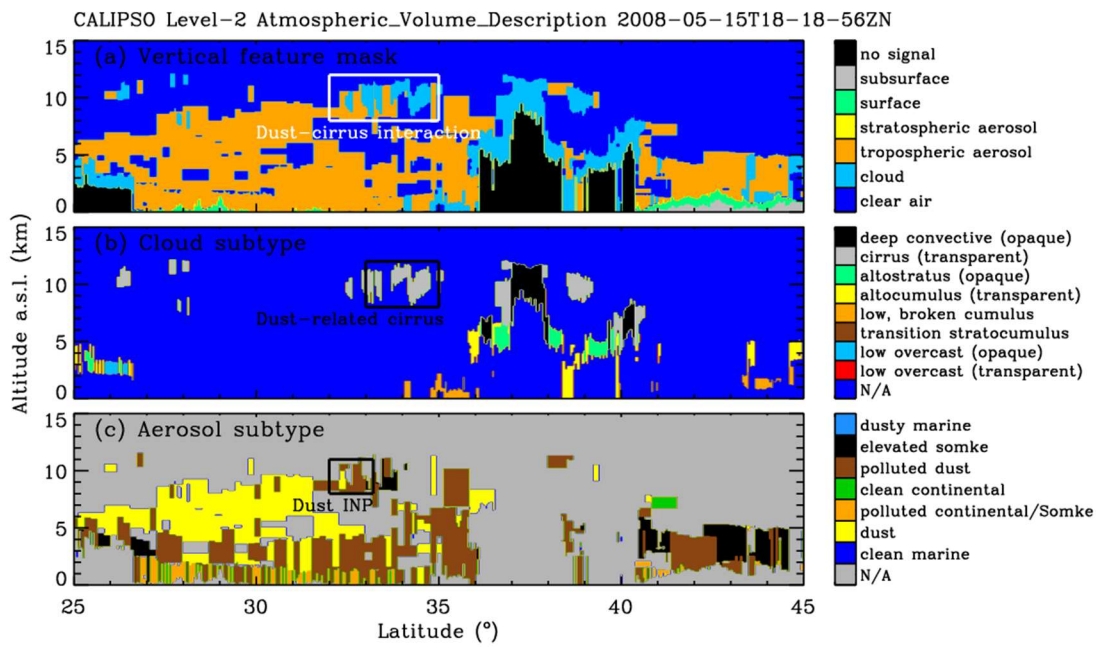 CALIPSO Level-2 Atmospheric_Volume_Description 2008-05-15T18-18-56ZN
Altitude a.s.l. (km)
(a) Vertical feature mask
15
10
5
0
Dust-cirrus interaction
no signal
subsurface
surface
stratospheric aerosol
tropospheric aerosol
cloud
clear air
(b) Cloud subtype
15
10
5
0
Dust-related cirrus
deep convective (opaque)
cirrus (transparent)
altostratus (opaque)
altocumulus (transparent)
low, broken cumulus
transition stratocumulus
low overcast (opaque)
low overcast (transparent)
N/A
(c) Aerosol subtype
15
10
5
0
Dust INP
dusty marine
elevated somke
polluted dust
clean continental
polluted continental/Somke
dust
clean marine
N/A
25 30 35 40 45
Latitude (°)